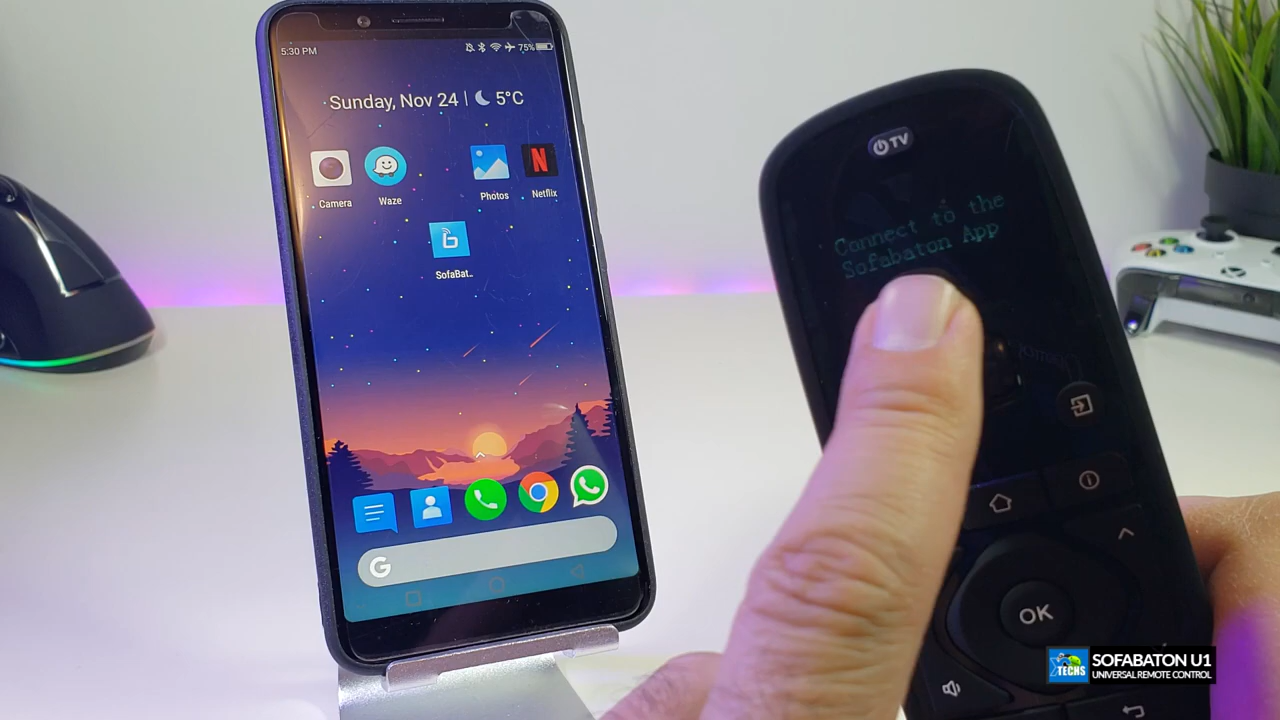 5:30 PM
75%
Sunday, Nov 24 | 5°C
Camera
Waze
Photos
N
Netflix
SofaBat..
G
TV
Connect to the
Sofabaton App
OK
TECHS
SOFABATON U1
UNIVERSAL REMOTE CONTROL